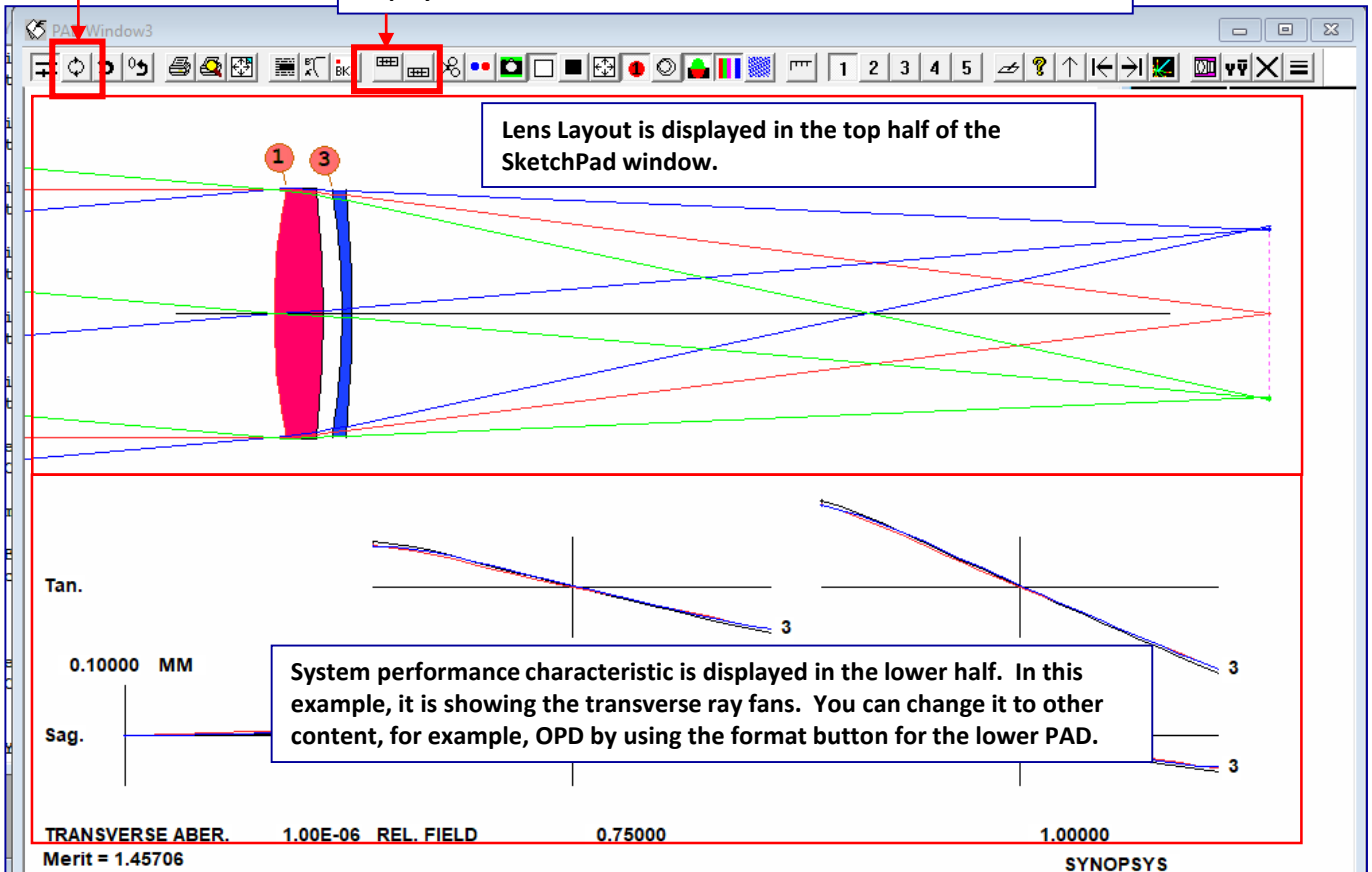 PAD Window3
BK
1 2 3 4 5
Lens Layout is displayed in the top half of the
SketchPad window.
1 3
Tan.
3
3
0.10000 MM
System performance characteristic is displayed in the lower half. In this
example, it is showing the transverse ray fans. You can change it to other
content, for example, OPD by using the format button for the lower PAD.
Sag.
3
TRANSVERSE ABER. 1.00E-06 REL. FIELD 0.75000 1.00000
Merit = 1.45706
SYNOPSYS